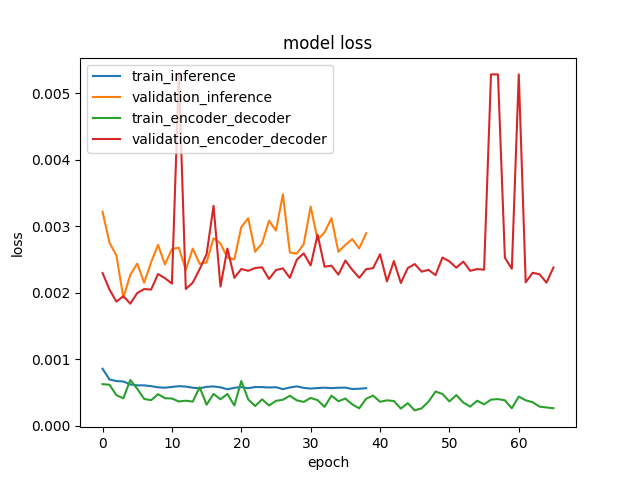 model loss
train_inference
validation_inference
train_encoder_decoder
validation_encoder_decoder
loss
0.005
0.004
0.003
0.002
0.001
0.000
0 10 20 30 40 50 60
epoch